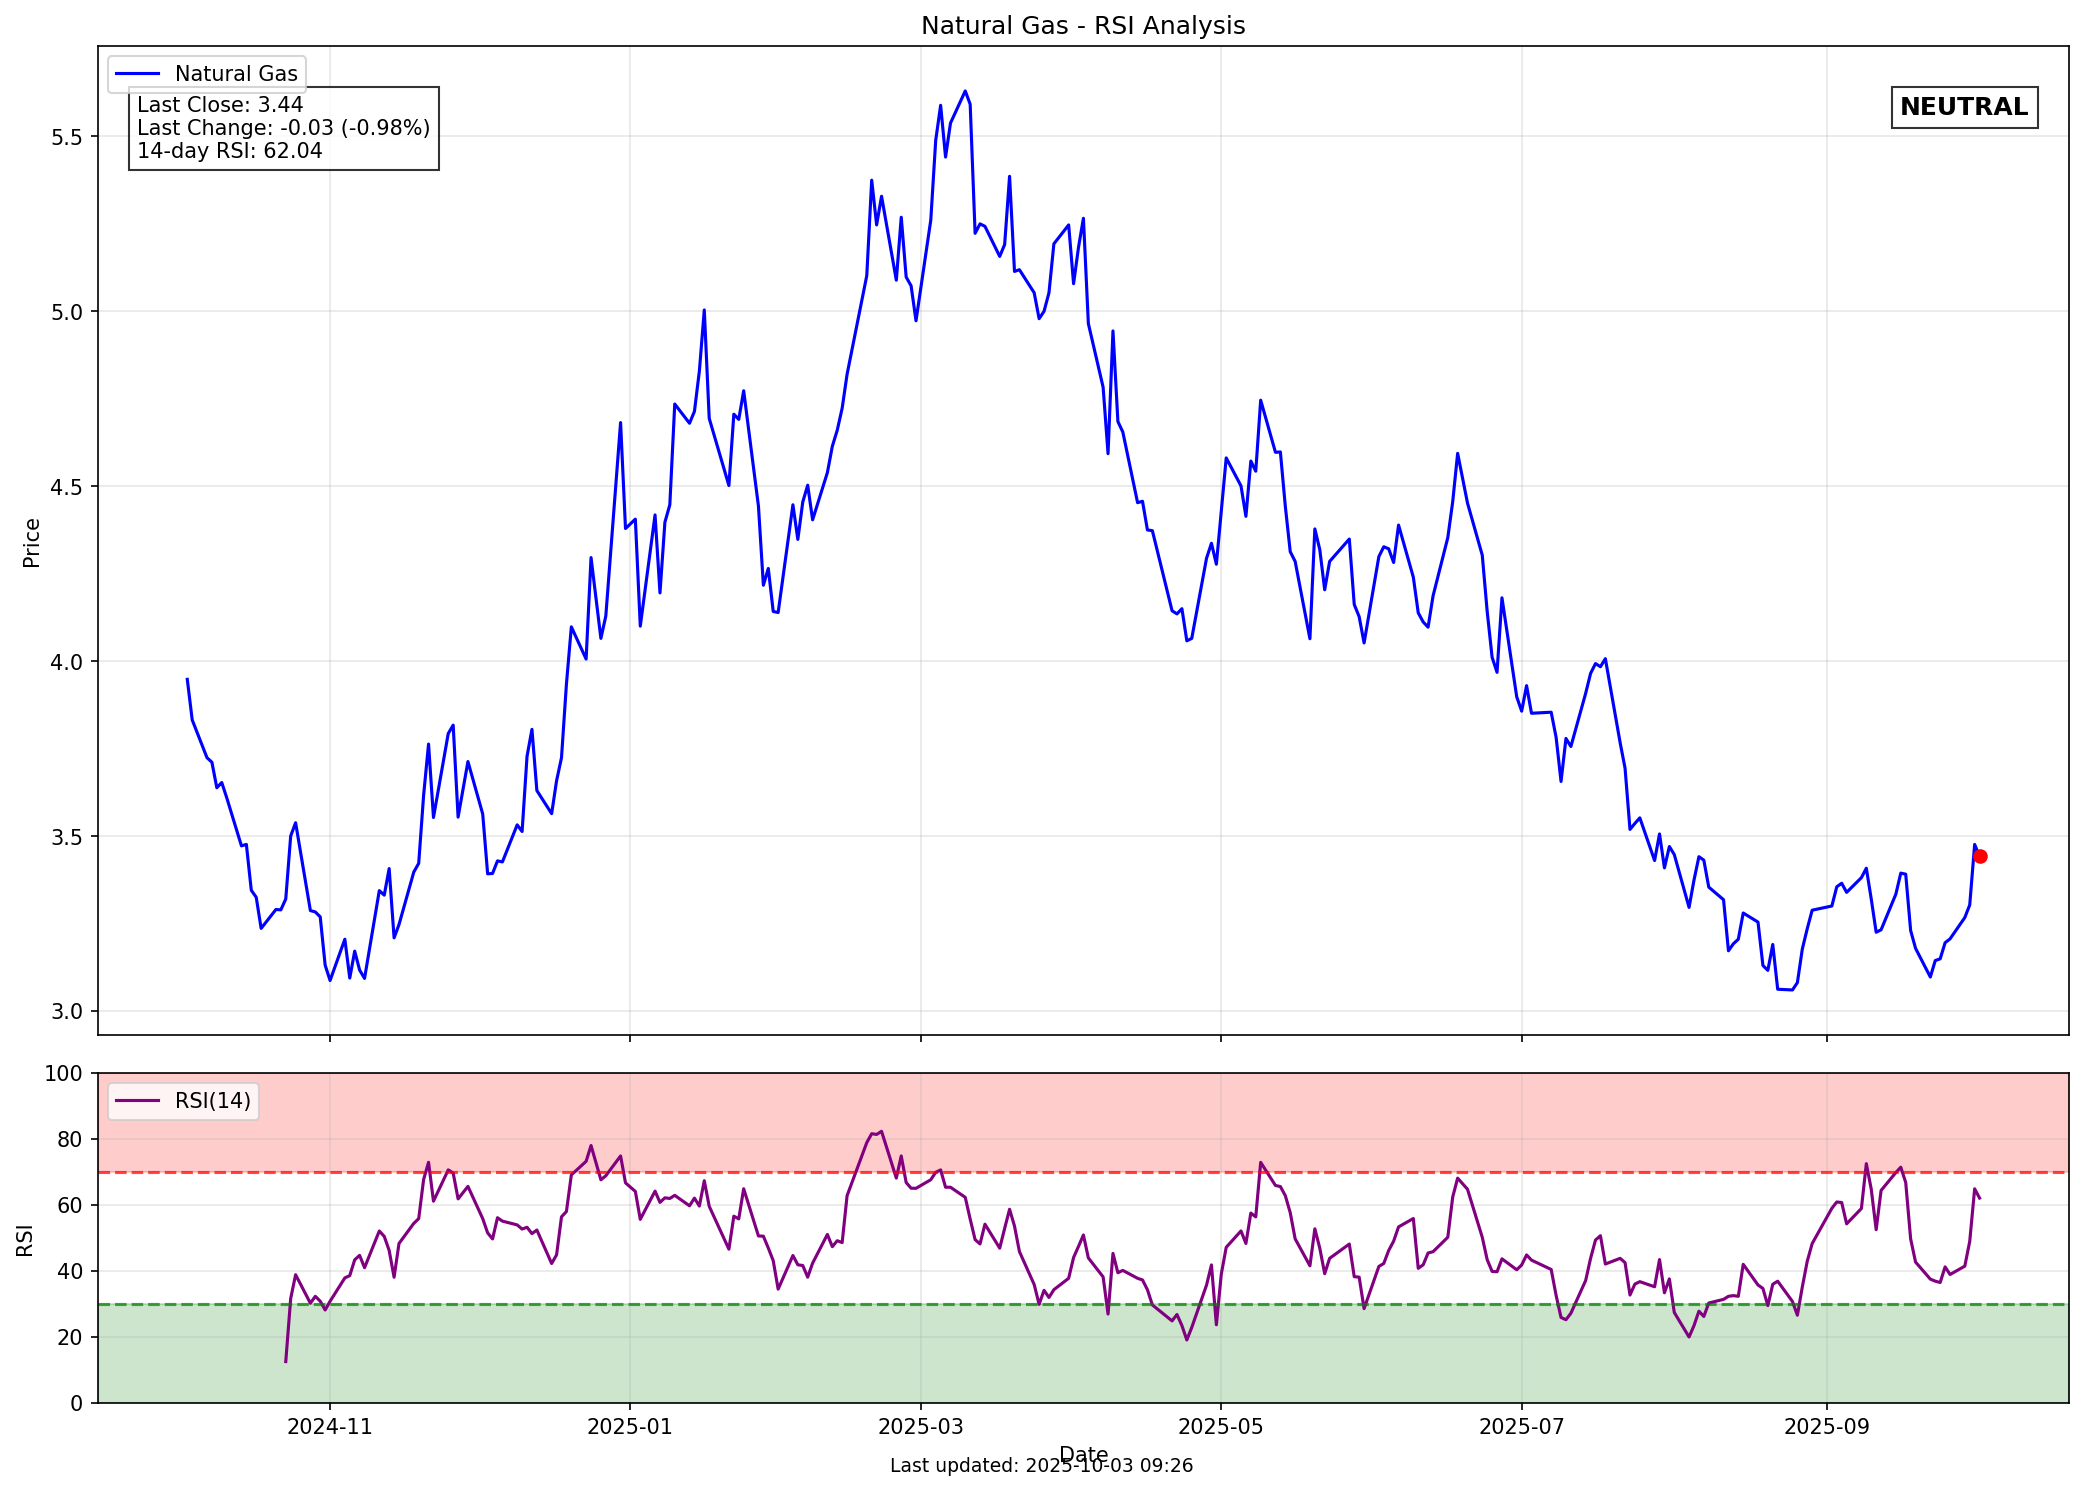 Natural Gas - RSI Analysis
Natural Gas
Last Close: 3.44
Last Change: -0.03 (-0.98%)
14-day RSI: 62.04
NEUTRAL
Price
5.5
5.0
4.5
4.0
3.5
3.0
RSI(14)
RSI
100
80
60
40
20
0
2024-11
2025-01
2025-03
2025-05
2025-07
2025-09
Date
Last updated: 2025-10-03 09:26